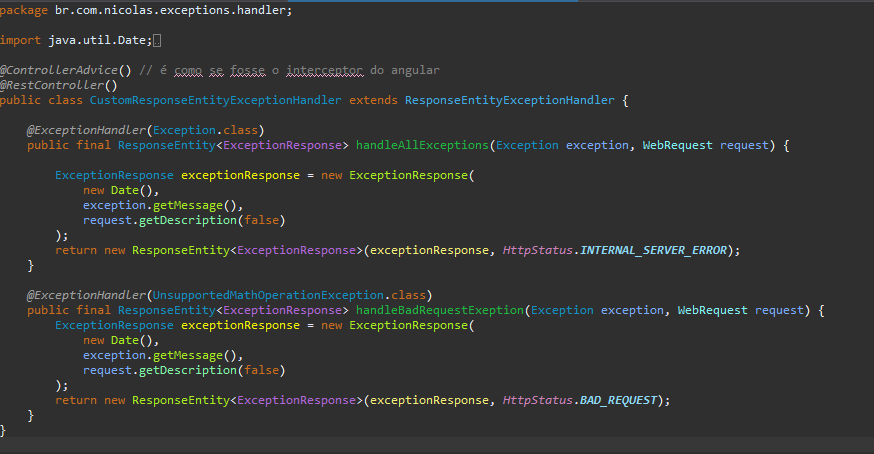 package br.com.nicolas.exceptions.handler;
import java.util.Date;
@ControllerAdvice() // é como se fosse o interceptor do angular
@RestController()
public class CustomResponseEntityExceptionHandler extends ResponseEntityExceptionHandler {
@ExceptionHandler(Exception.class)
public final ResponseEntity<ExceptionResponse> handleAllExceptions(Exception exception, WebRequest request) {
ExceptionResponse exceptionResponse = new ExceptionResponse(
new Date(),
exception.getMessage(),
request.getDescription(false)
);
return new ResponseEntity<ExceptionResponse>(exceptionResponse, HttpStatus.INTERNAL_SERVER_ERROR);
}
@ExceptionHandler(UnsupportedMathOperationException.class)
public final ResponseEntity<ExceptionResponse> handleBadRequestExeption(Exception exception, WebRequest request) {
ExceptionResponse exceptionResponse = new ExceptionResponse(
new Date(),
exception.getMessage(),
request.getDescription(false)
);
return new ResponseEntity<ExceptionResponse>(exceptionResponse, HttpStatus.BAD_REQUEST);
}
}